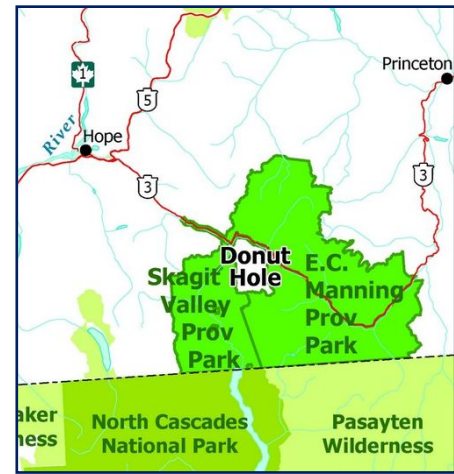 Princeton
1
5
River
Hope
3
3
Donut
Hole
Skagit
Valley
Prov
Park
E.C.
Manning
Prov
Park
aker
ness
North Cascades
National Park
Pasayten
Wilderness